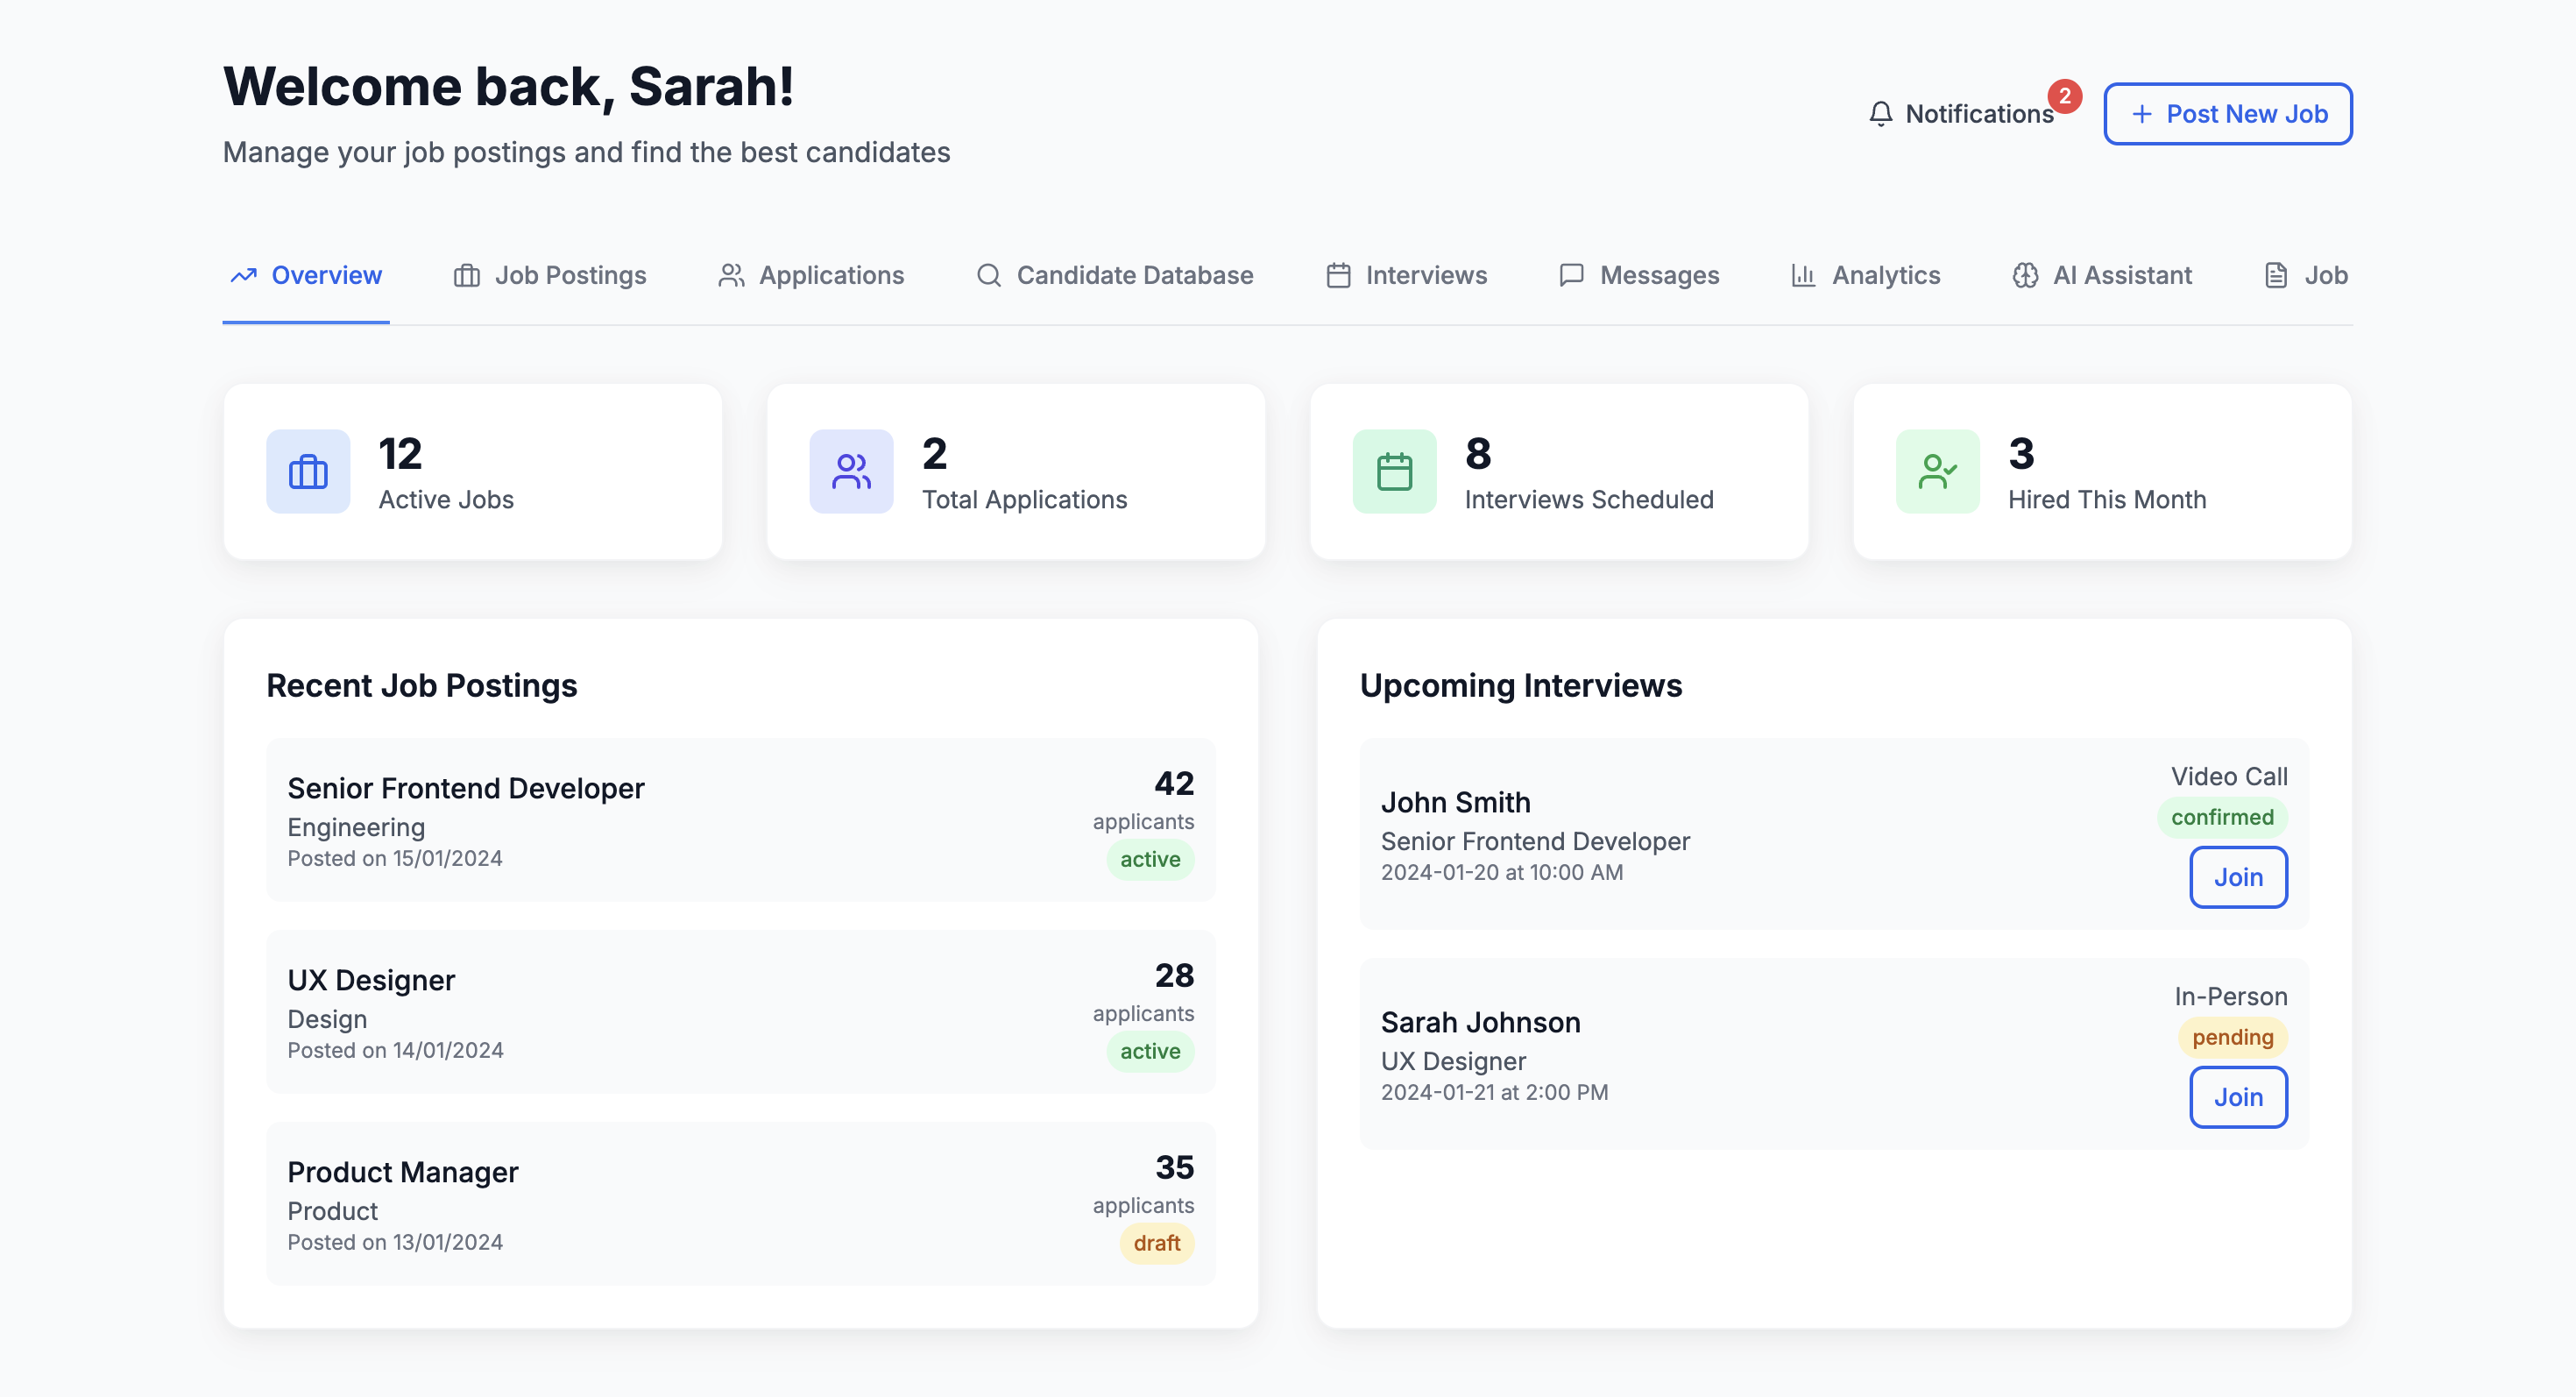 Welcome back, Sarah!
Manage your job postings and find the best candidates
Notifications
2
Post New Job
Overview
Job Postings
Applications
Candidate Database
Interviews
Messages
Analytics
AI Assistant
Job
12
Active Jobs
2
Total Applications
8
Interviews Scheduled
3
Hired This Month
Recent Job Postings
Senior Frontend Developer
Engineering
Posted on 15/01/2024
42
applicants
active
UX Designer
Design
Posted on 14/01/2024
28
applicants
active
Product Manager
Product
Posted on 13/01/2024
35
applicants
draft
Upcoming Interviews
John Smith
Senior Frontend Developer
2024-01-20 at 10:00 AM
Video Call
confirmed
Join
Sarah Johnson
UX Designer
2024-01-21 at 2:00 PM
In-Person
pending
Join